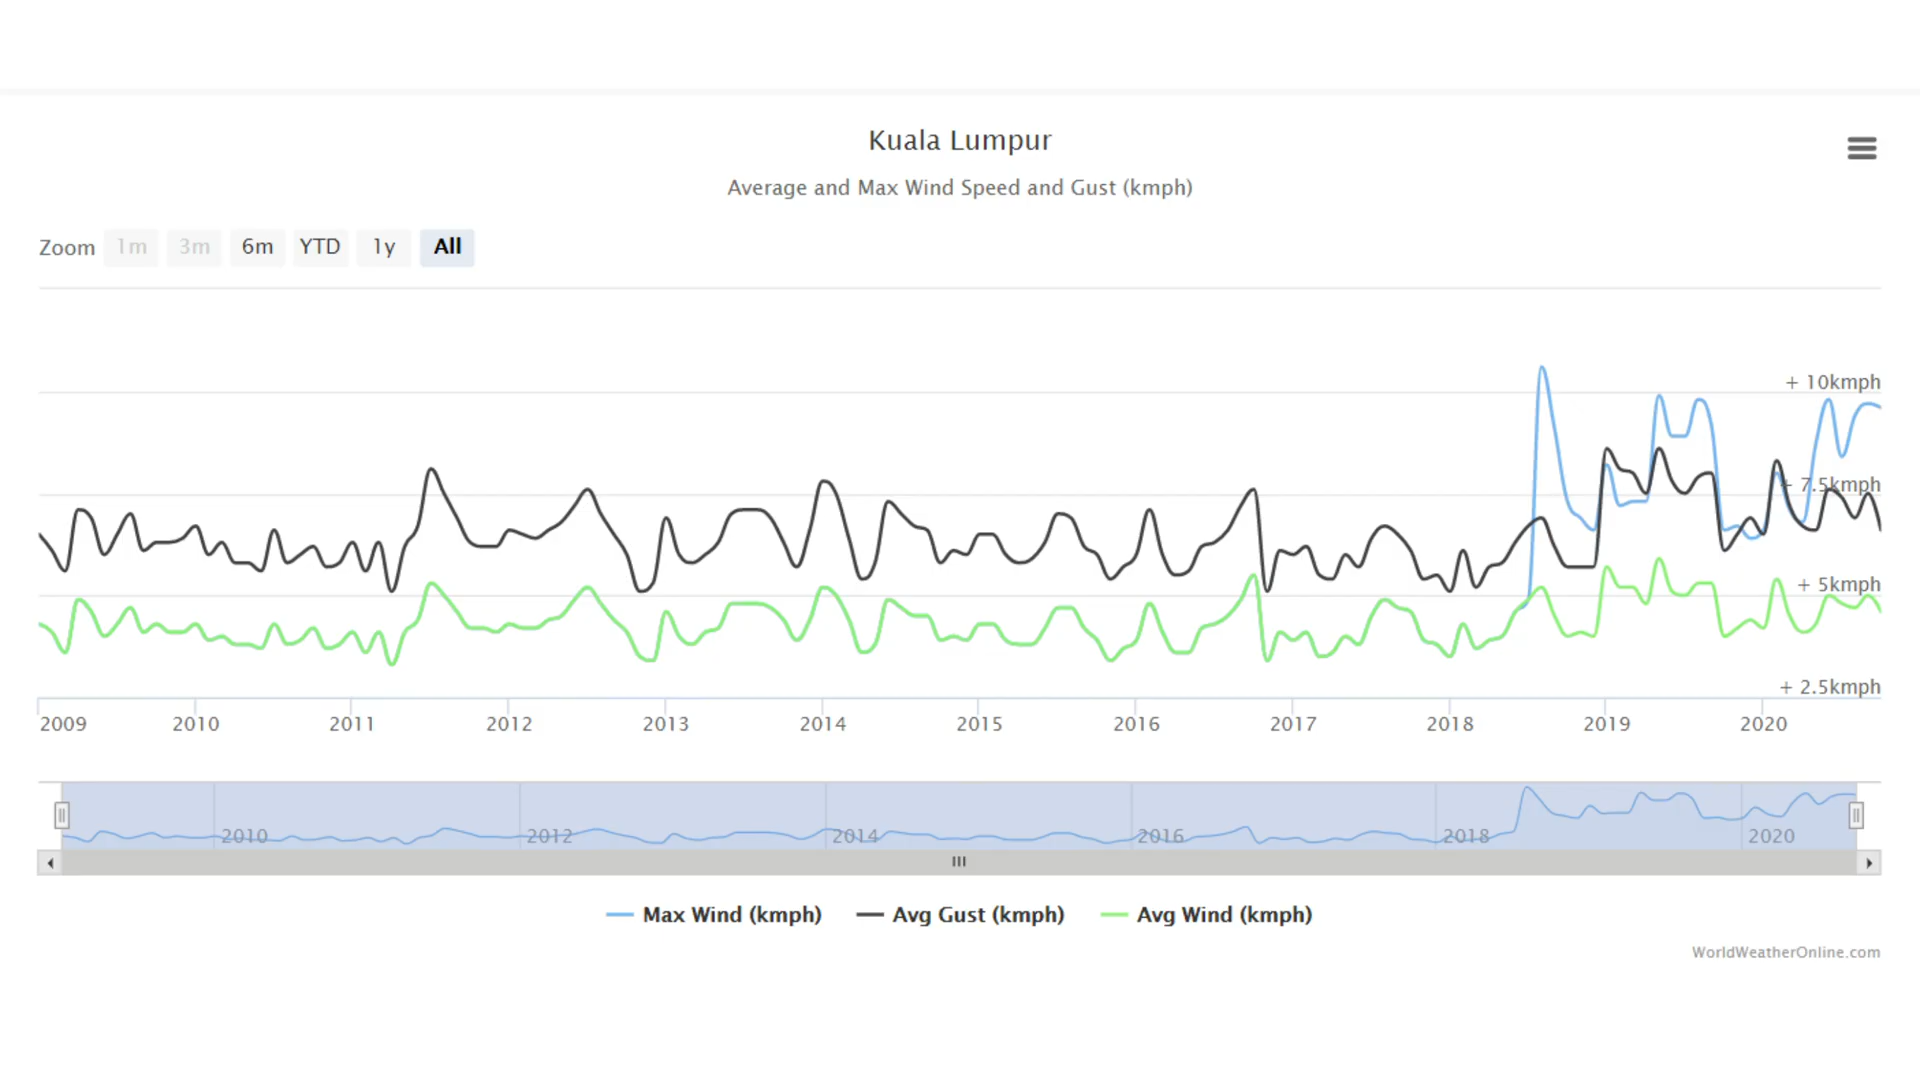 Kuala Lumpur
Average and Max Wind Speed and Gust (kmph)
Zoom 1m 3m 6m YTD 1y All
+ 10kmph
+ 7.5kmph
+ 5kmph
+ 2.5kmph
2009 2010 2011 2012 2013 2014 2015 2016 2017 2018 2019 2020
2010 2012 2014 2016 2018 2020
Max Wind (kmph) Avg Gust (kmph) Avg Wind (kmph)
WorldWeatherOnline.com